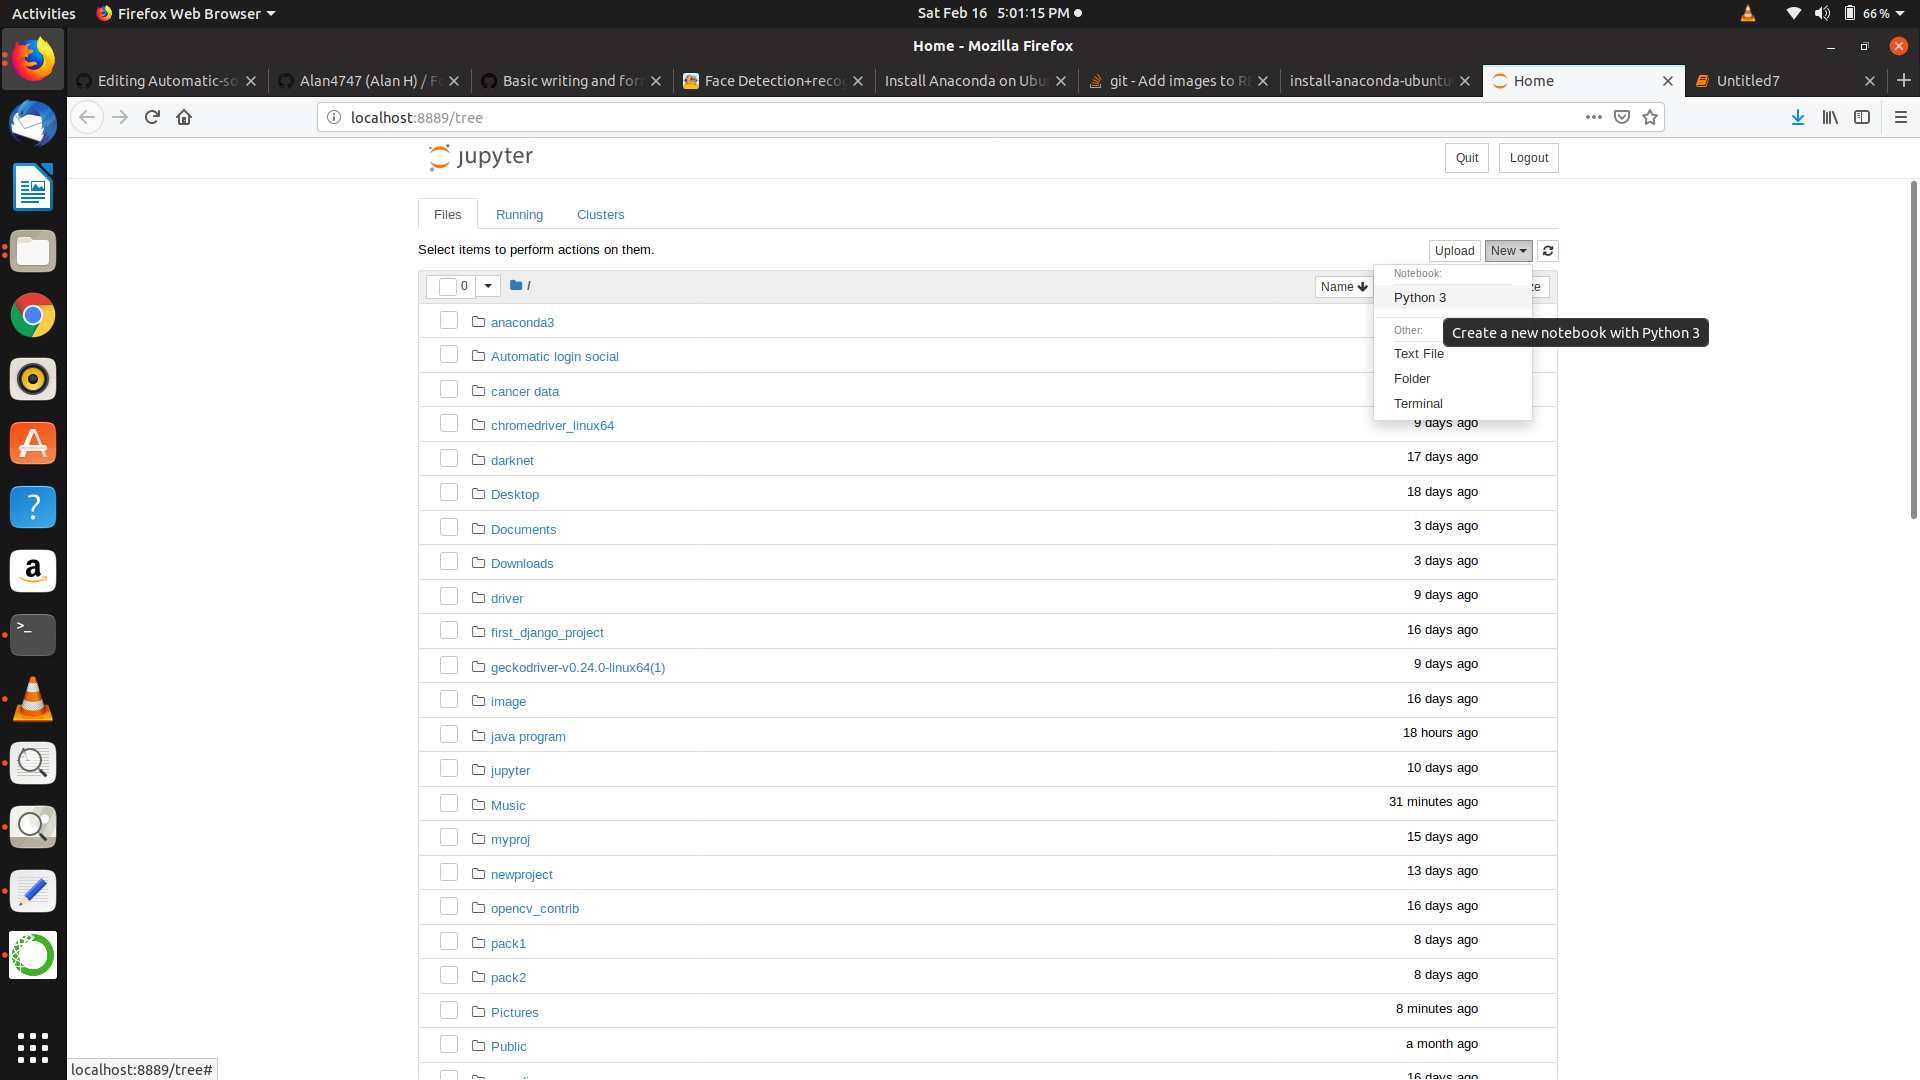 Activities
Firefox Web Browser
Sat Feb 16 5:01:15 PM
66 %
Home - Mozilla Firefox
Editing Automatic-so
Alan4747 (Alan H) / Fo
Basic writing and form
Face Detection+recog
Install Anaconda on Ubu
git - Add images to RE
install-anaconda-ubuntu
Home
Untitled7
localhost:8889/tree
jupyter
Quit
Logout
Files
Running
Clusters
Select items to perform actions on them.
Upload
New
0
/
Name
ze
Notebook:
Python 3
Create a new notebook with Python 3
Other:
Text File
Folder
Terminal
anaconda3
Automatic login social
cancer data
chromedriver_linux64 9 days ago
darknet 17 days ago
Desktop 18 days ago
Documents 3 days ago
Downloads 3 days ago
driver 9 days ago
first_django_project 16 days ago
geckodriver-v0.24.0-linux64(1) 9 days ago
image 16 days ago
java program 18 hours ago
jupyter 10 days ago
Music 31 minutes ago
myproj 15 days ago
newproject 13 days ago
opencv_contrib 16 days ago
pack1 8 days ago
pack2 8 days ago
Pictures 8 minutes ago
Public a month ago
16 days ago
localhost:8889/tree#